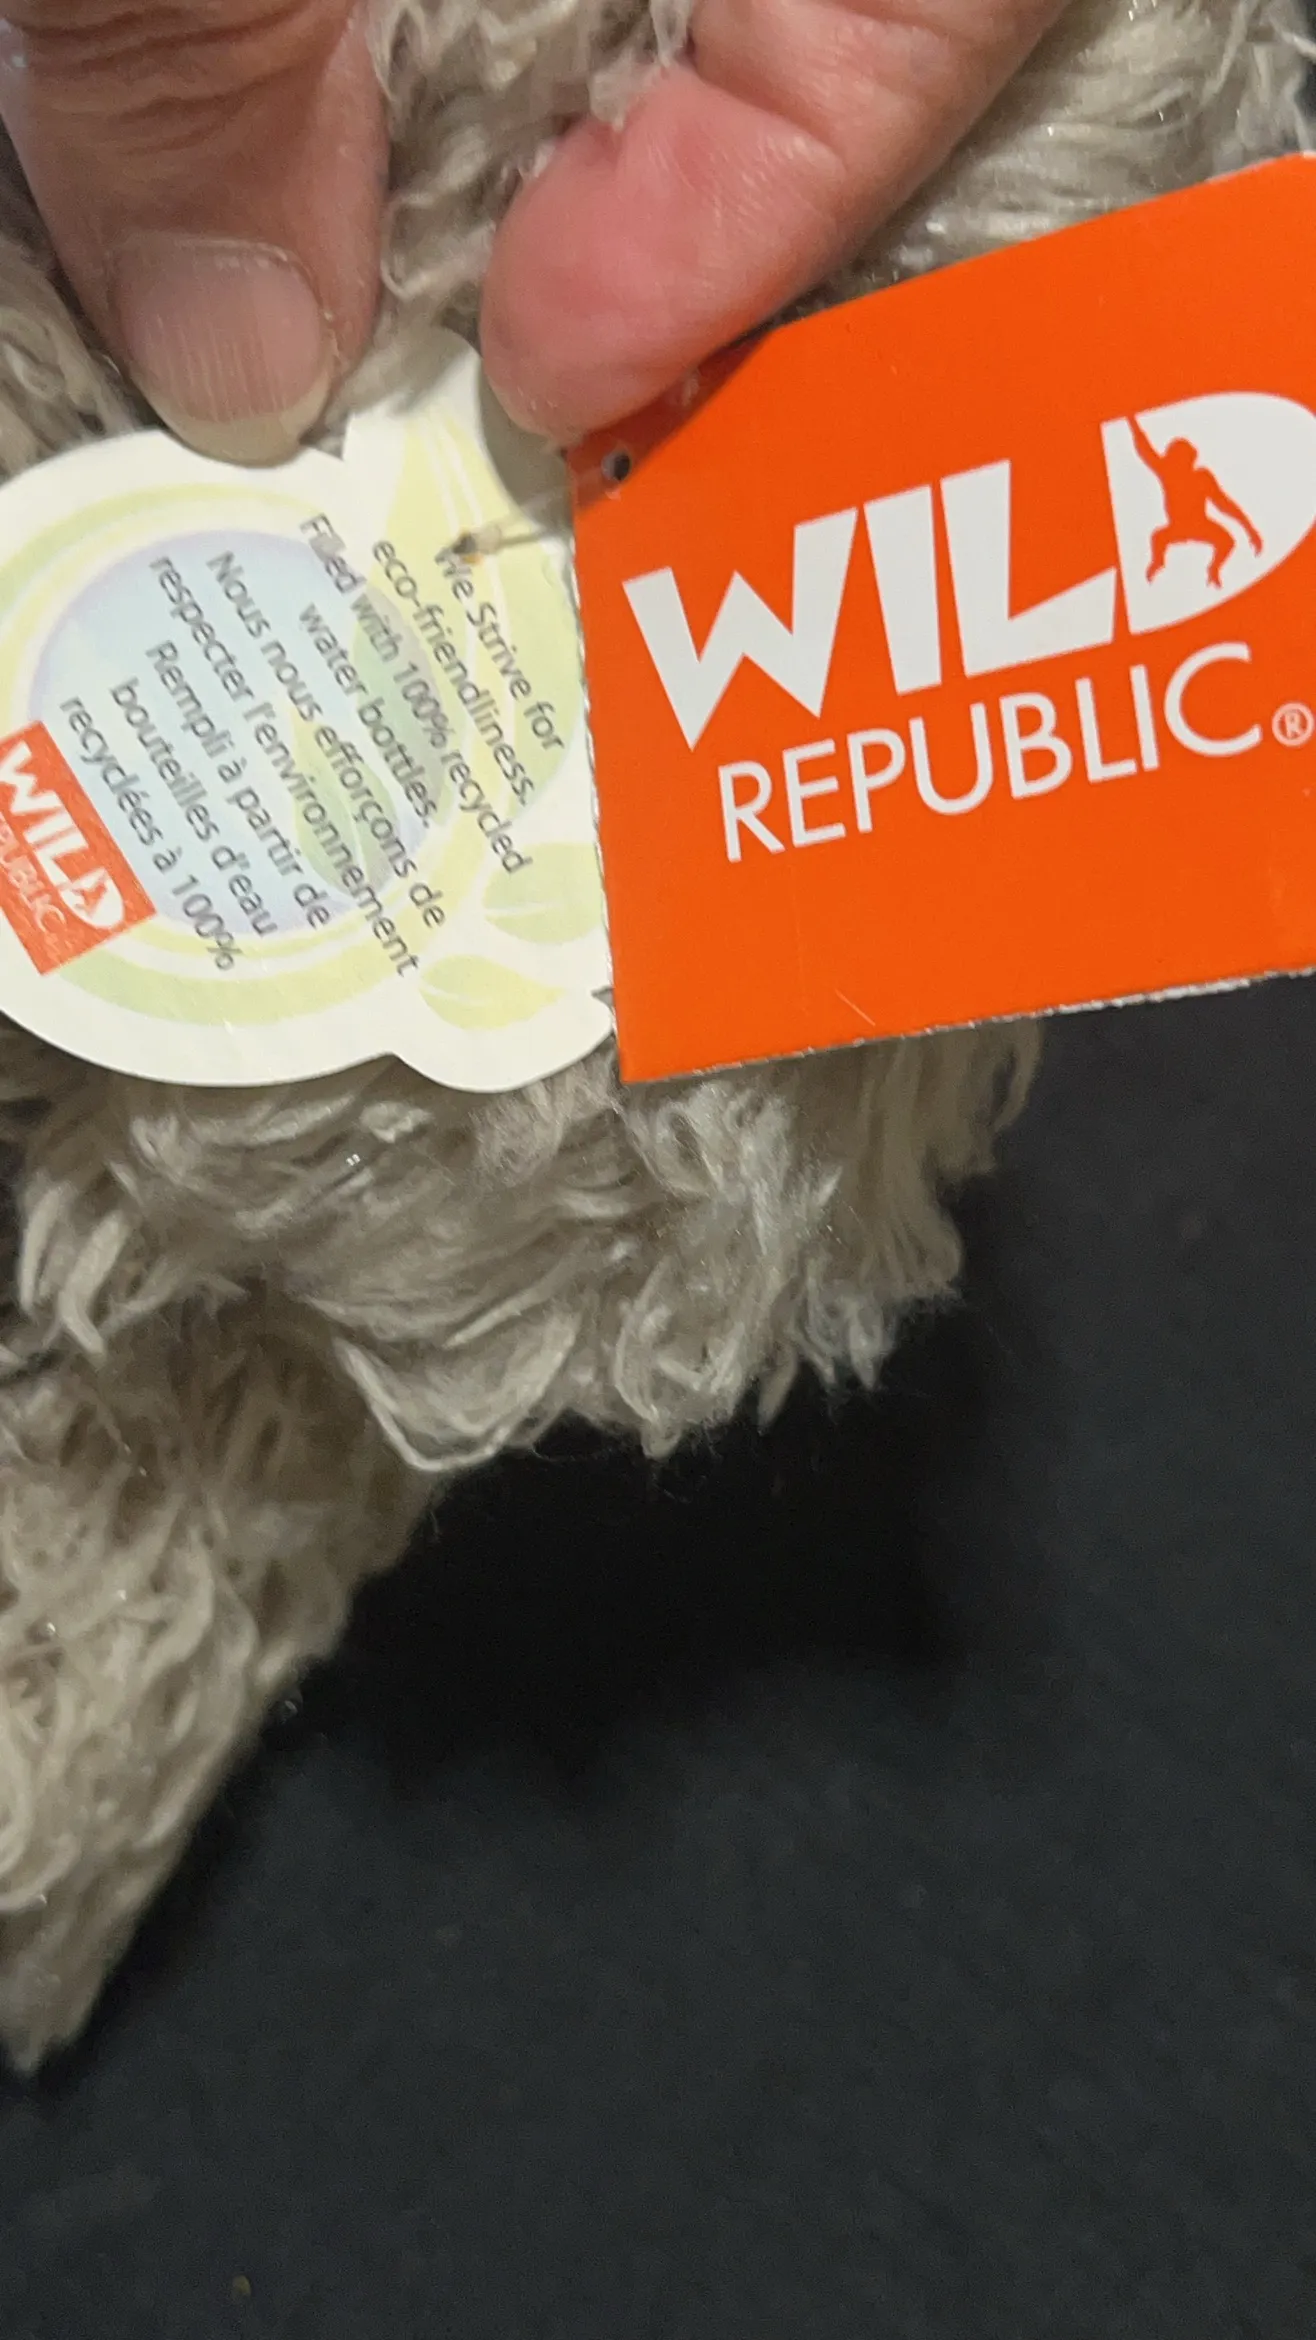 We Strive for
eco-friendliness.
Filled with 100% recycled
water bottles.
Nous nous efforçons de
respecter l'environnement
Rempli à partir de
bouteilles d'eau
recyclées à 100%
WILD
REPUBLIC
WILD
REPUBLIC®